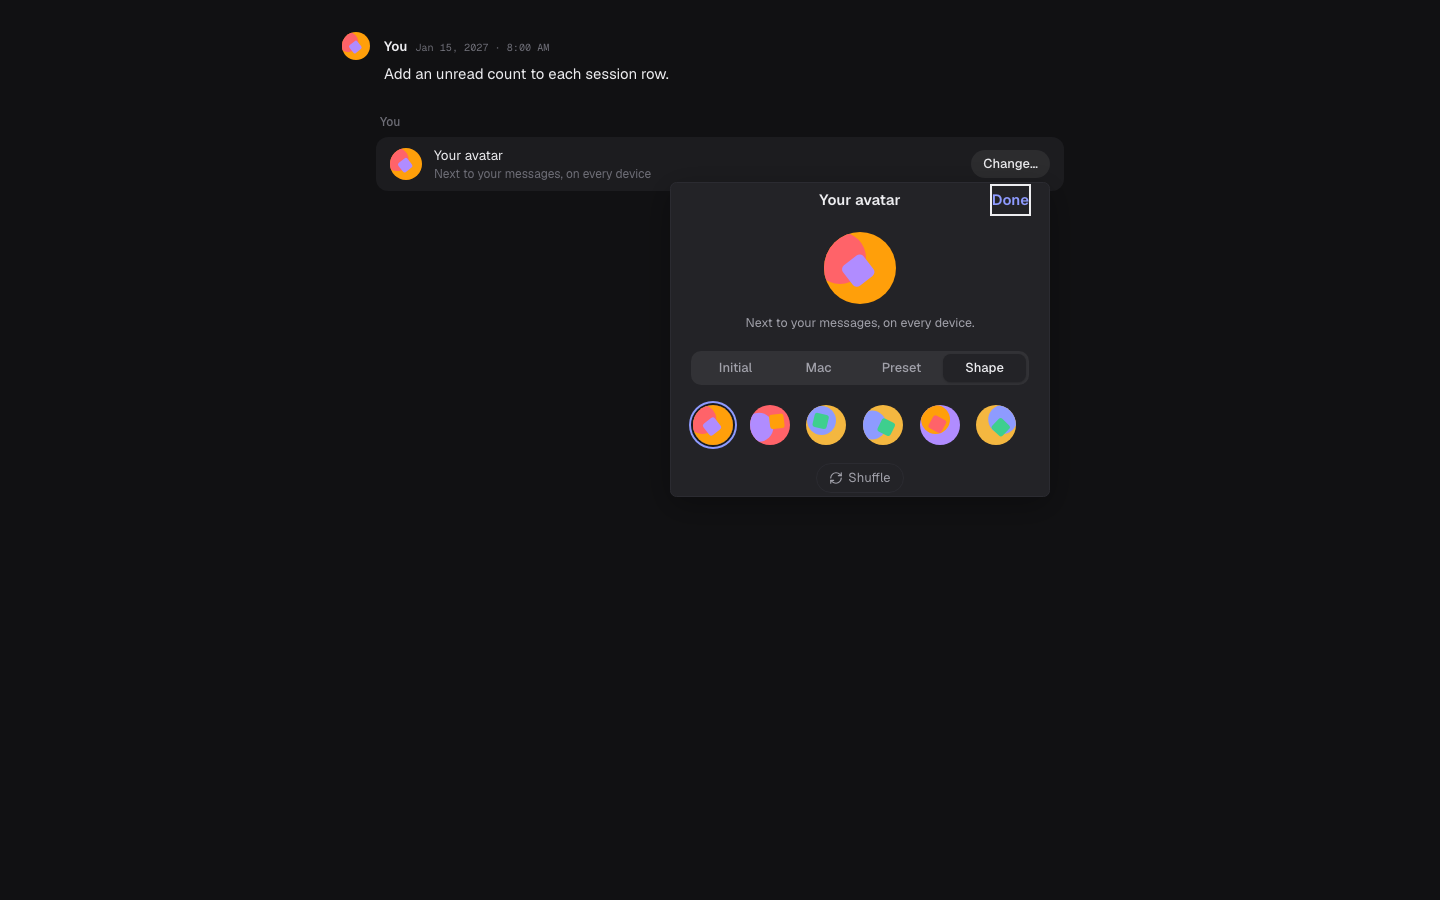 You Jan 15, 2027 · 8:00 AM
Add an unread count to each session row.
You
Your avatar
Next to your messages, on every device
Change…
Your avatar
Done
Next to your messages, on every device.
Initial Mac Preset Shape
Shuffle